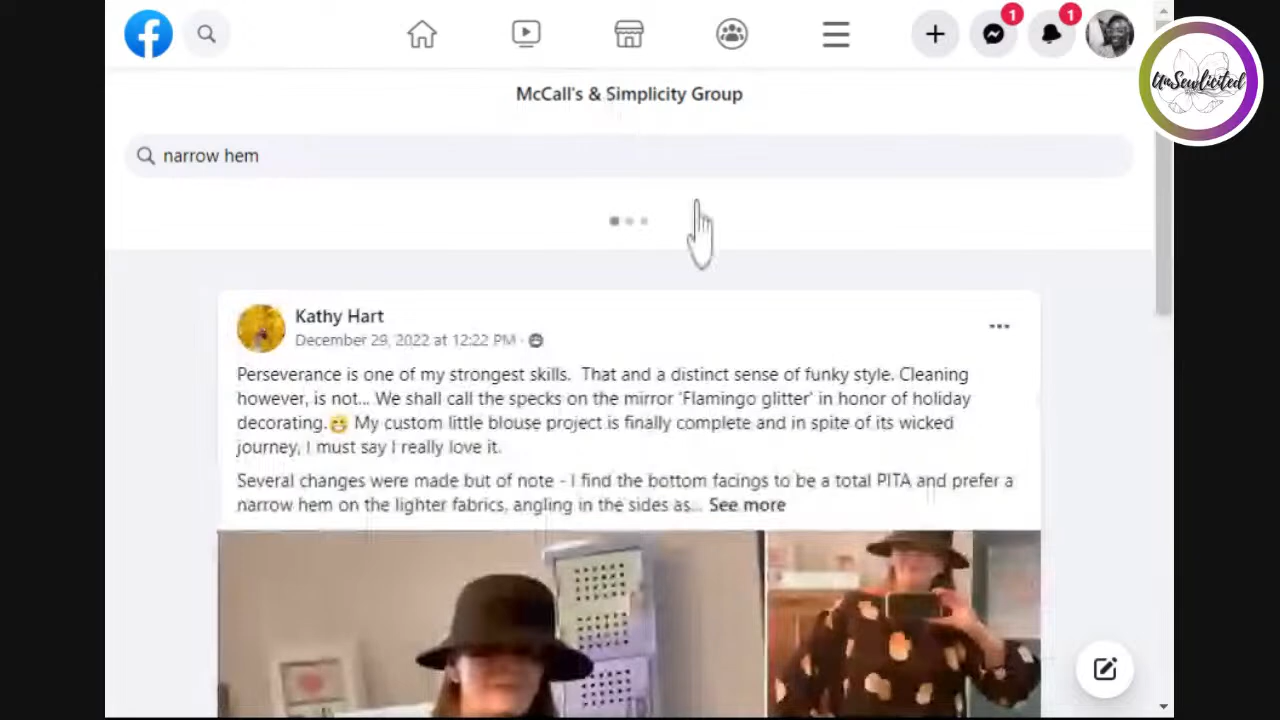 1
1
UnSewlicited
McCall's & Simplicity Group
narrow hem
Kathy Hart
December 29, 2022 at 12:22 PM ·
Perseverance is one of my strongest skills. That and a distinct sense of funky style. Cleaning
however, is not... We shall call the specks on the mirror 'Flamingo glitter' in honor of holiday
decorating.😁 My custom little blouse project is finally complete and in spite of its wicked
journey, I must say I really love it.
Several changes were made but of note - I find the bottom facings to be a total PITA and prefer a
narrow hem on the lighter fabrics, angling in the sides as... See more